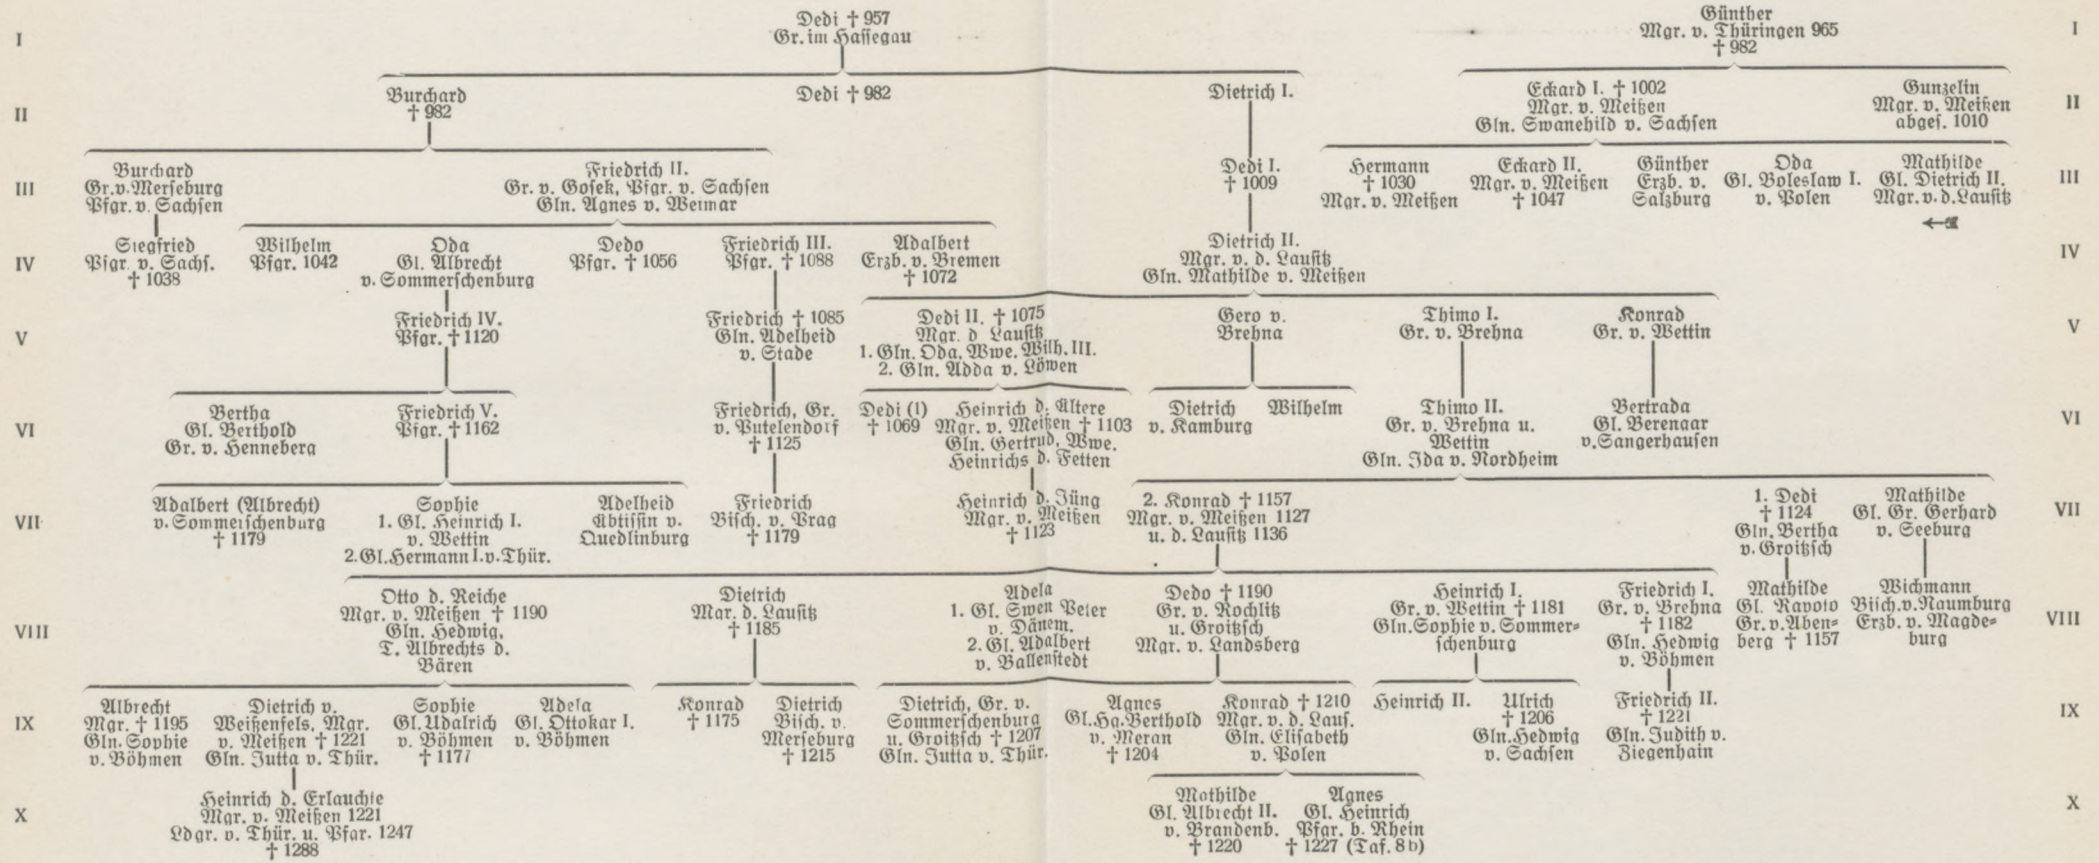 I
Dedi † 957
Gr. im Hassegau
Günther
Mgr. v. Thüringen 965
† 982
I
II
Burchard
† 982
Dedi † 982
Dietrich I.
Eckard I. † 1002
Mgr. v. Meißen
Gln. Swanehild v. Sachsen
Gunzelin
Mgr. v. Meißen
abges. 1010
II
III
Burchard
Gr.v.Merseburg
Pfgr. v. Sachsen
Friedrich II.
Gr. v. Gosek, Pfgr. v. Sachsen
Gln. Agnes v. Weimar
Dedi I.
† 1009
Hermann
† 1030
Mgr. v. Meißen
Eckard II.
Mgr. v. Meißen
† 1047
Günther
Erzb. v.
Salzburg
Oda
Gl. Boleslaw I.
v. Polen
Mathilde
Gl. Dietrich II.
Mgr.v.d.Lausitz
III
IV
Siegfried
Pfgr. v. Sachs.
† 1038
Wilhelm
Pfgr. 1042
Oda
Gl. Albrecht
v. Sommerschenburg
Dedo
Pfgr. † 1056
Friedrich III.
Pfgr. † 1088
Adalbert
Erzb. v. Bremen
† 1072
Dietrich II.
Mgr. v. d. Lausitz
Gln. Mathilde v. Meißen
IV
V
Friedrich IV.
Pfgr. † 1120
Friedrich † 1085
Gln. Adelheid
v. Stade
Dedi II. † 1075
Mgr. d Lausitz
1. Gln. Oda, Wwe. Wilh. III.
2. Gln. Adda v. Löwen
Gero v.
Brehna
Thimo I.
Gr. v. Brehna
Konrad
Gr. v. Wettin
V
VI
Bertha
Gl. Berthold
Gr. v. Henneberg
Friedrich V.
Pfgr. † 1162
Friedrich, Gr.
v. Putelendorf
† 1125
Dedi (1)
† 1069
Heinrich d. Ältere
Mgr. v. Meißen † 1103
Gln. Gertrud, Wwe.
Heinrichs d. Fetten
Dietrich
v. Kamburg
Wilhelm
Thimo II.
Gr. v. Brehna u.
Wettin
Gln. Ida v. Nordheim
Bertrada
Gl. Berengar
v.Sangerhausen
VI
VII
Adalbert (Albrecht)
v. Sommerschenburg
† 1179
Sophie
1. Gl. Heinrich I.
v. Wettin
2.Gl.Hermann I.v.Thür.
Adelheid
Äbtissin v.
Quedlinburg
Friedrich
Bisch. v. Prag
† 1179
Heinrich d. Jüng
Mgr. v. Meißen
† 1123
2. Konrad † 1157
Mgr. v. Meißen 1127
u. d. Lausitz 1136
1. Dedi
† 1124
Gln. Bertha
v. Groitzsch
Mathilde
Gl. Gr. Gerhard
v. Seeburg
VII
VIII
Otto d. Reiche
Mgr. v. Meißen † 1190
Gln. Hedwig,
T. Albrechts d.
Bären
Dietrich
Mgr. d. Lausitz
† 1185
Adela
1. Gl. Swen Peter
v. Dänem.
2. Gl. Adalbert
v. Ballenstedt
Dedo † 1190
Gr. v. Rochlitz
u. Groitzsch
Mgr. v. Landsberg
Heinrich I.
Gr. v. Wettin † 1181
Gln.Sophie v. Sommer=
schenburg
Friedrich I.
Gr. v. Brehna
† 1182
Gln. Hedwig
v. Böhmen
Mathilde
Gl. Rapoto
Gr. v. Aben=
berg † 1157
Wichmann
Bisch.v.Naumburg
Erzb. v. Magde=
burg
VIII
IX
Albrecht
Mgr. † 1195
Gln. Sophie
v. Böhmen
Dietrich v.
Weißenfels, Mgr.
v. Meißen † 1221
Gln. Jutta v. Thür.
Sophie
Gl. Udalrich
v. Böhmen
† 1177
Adela
Gl. Ottokar I.
v. Böhmen
Konrad
† 1175
Dietrich
Bisch. v.
Merseburg
† 1215
Dietrich, Gr. v.
Sommerschenburg
u. Groitzsch † 1207
Gln. Jutta v. Thür.
Agnes
Gl.Hg.Berthold
v. Meran
† 1204
Konrad † 1210
Mgr. v. d. Laus.
Gln. Elisabeth
v. Polen
Heinrich II.
Ulrich
† 1206
Gln.Hedwig
v. Sachsen
Friedrich II.
† 1221
Gln. Judith v.
Ziegenhain
IX
X
Heinrich d. Erlauchte
Mgr. v. Meißen 1221
Ldgr. v. Thür. u. Pfgr. 1247
† 1288
Mathilde
Gl. Albrecht II.
v. Brandenb.
† 1220
Agnes
Gl. Heinrich
Pfgr. b. Rhein
† 1227 (Taf. 8b)
X